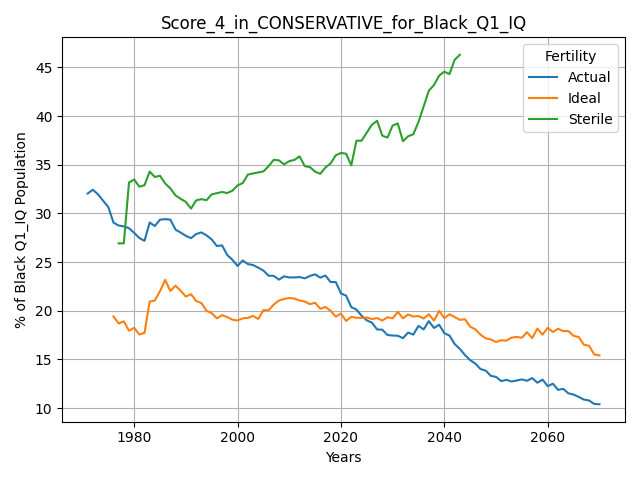 Score_4_in_CONSERVATIVE_for_Black_Q1_IQ
Fertility
Actual
Ideal
Sterile
% of Black Q1_IQ Population
45
40
35
30
25
20
15
10
1980
2000
2020
2040
2060
Years